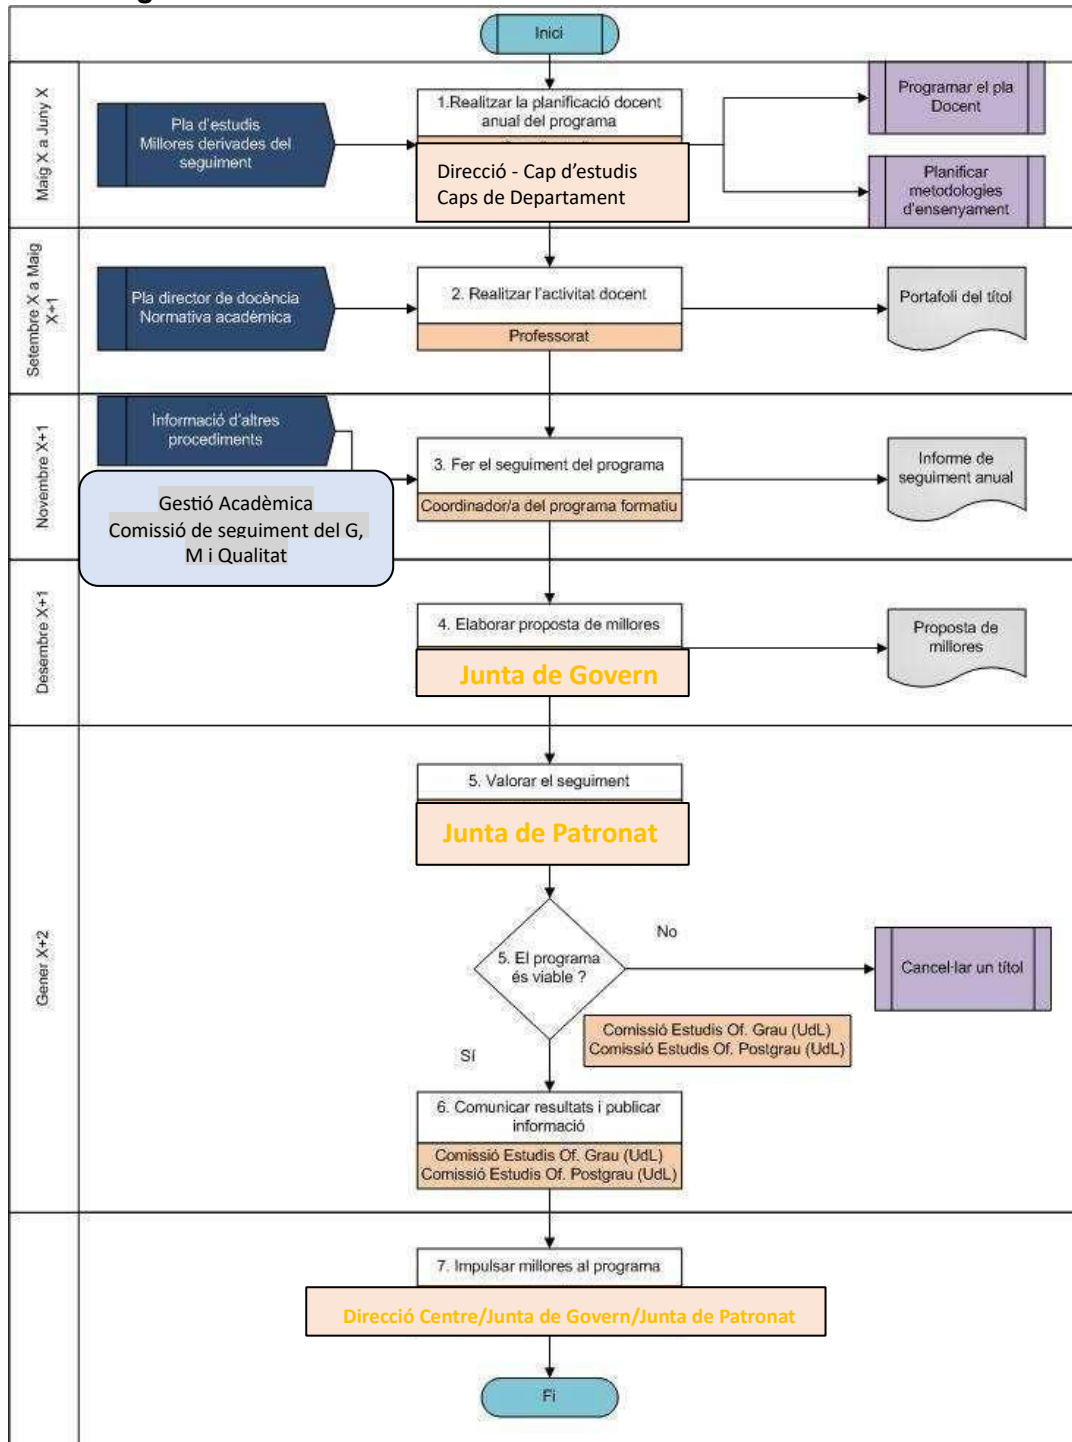 Inici
Maig X a Juny X
Pla d'estudis
Millores derivades del
seguiment
1.Realitzar la planificació docent
anual del programa
Direcció - Cap d'estudis
Caps de Departament
Programar el pla
Docent
Planificar
metodologies
d'ensenyament
Setembre X a Maig
X+1
Pla director de docència
Normativa acadèmica
2. Realitzar l'activitat docent
Professorat
Portafoli del títol
Novembre X+1
Informació d'altres
procediments
Gestió Acadèmica
Comissió de seguiment del G,
M i Qualitat
3. Fer el seguiment del programa
Coordinador/a del programa formatiu
Informe de
seguiment anual
Desembre X+1
4. Elaborar proposta de millores
Junta de Govern
Proposta de
millores
Gener X+2
5. Valorar el seguiment
Junta de Patronat
5. El programa
és viable ?
No
Cancel·lar un títol
Comissió Estudis Of. Grau (UdL)
Comissió Estudis Of. Postgrau (UdL)
Sí
6. Comunicar resultats i publicar
informació
Comissió Estudis Of. Grau (UdL)
Comissió Estudis Of. Postgrau (UdL)
7. Impulsar millores al programa
Direcció Centre/Junta de Govern/Junta de Patronat
Fi